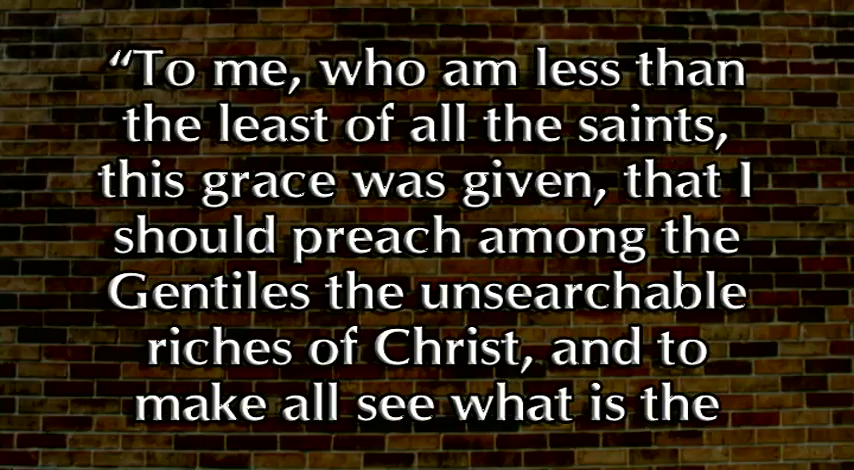 “To me, who am less than
the least of all the saints,
this grace was given, that I
should preach among the
Gentiles the unsearchable
riches of Christ, and to
make all see what is the